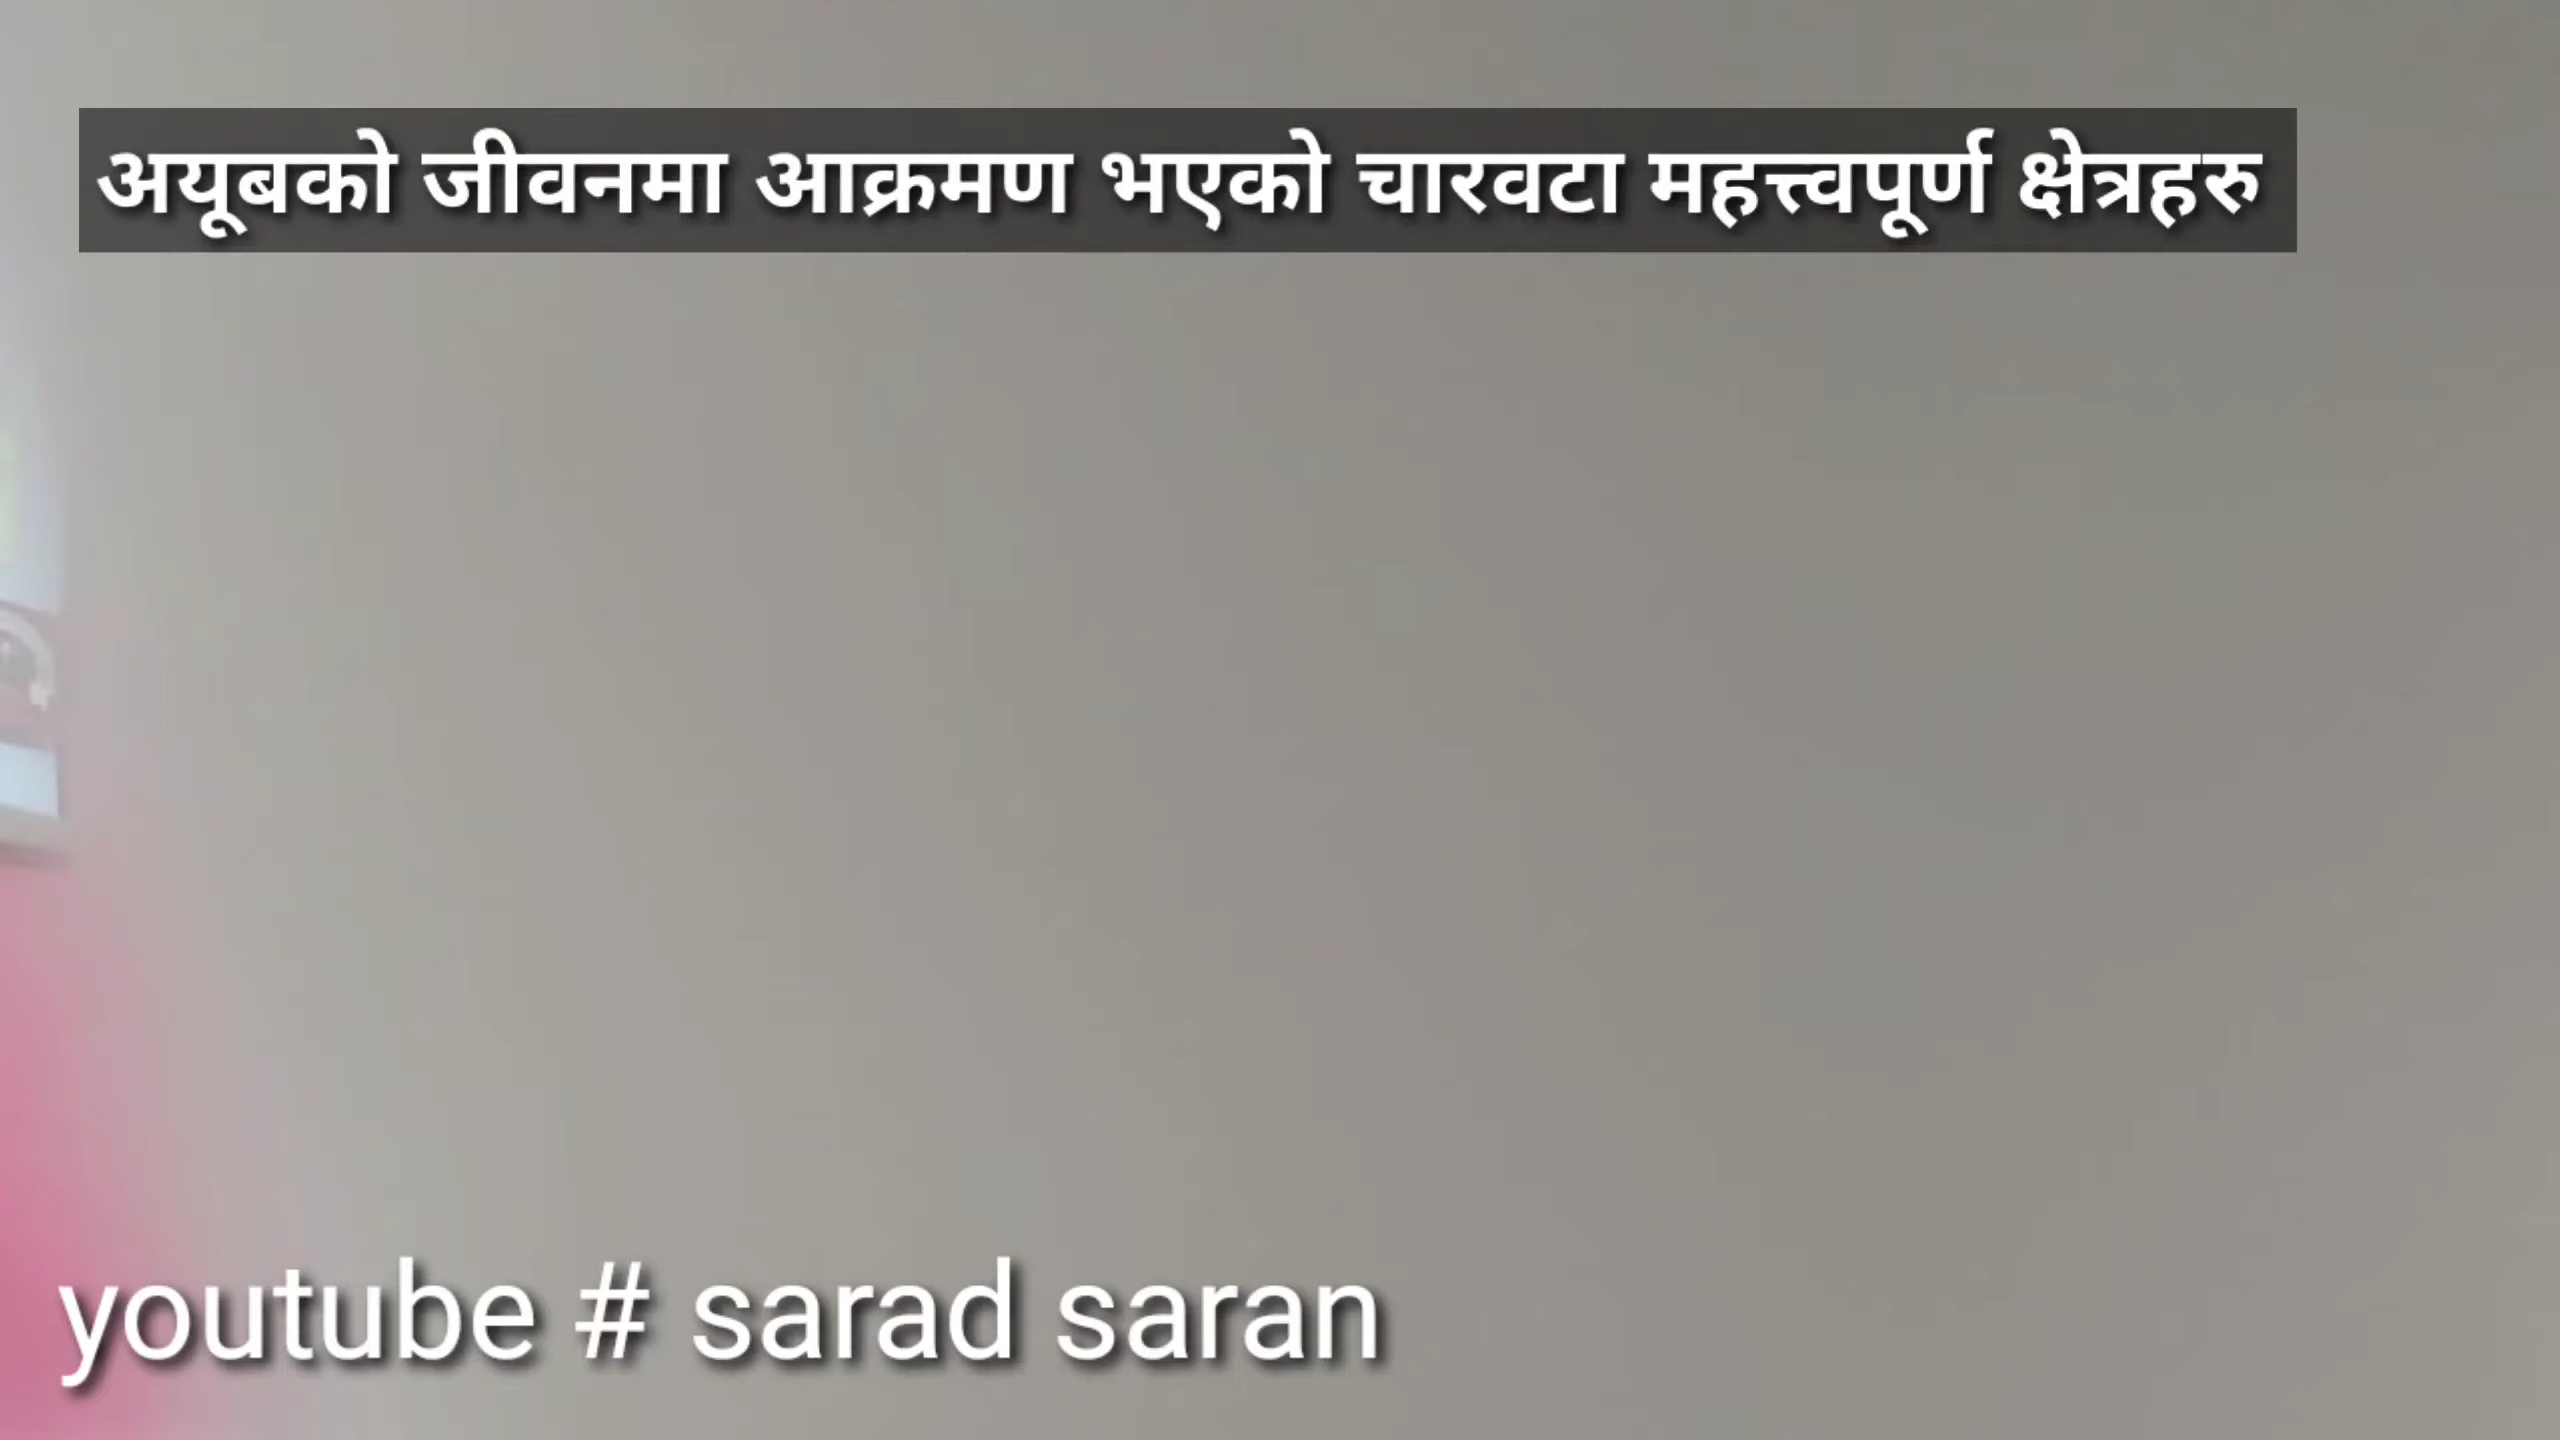 अयूबको जीवनमा आक्रमण भएको चारवटा महत्त्वपूर्ण क्षेत्रहरु
youtube # sarad saran